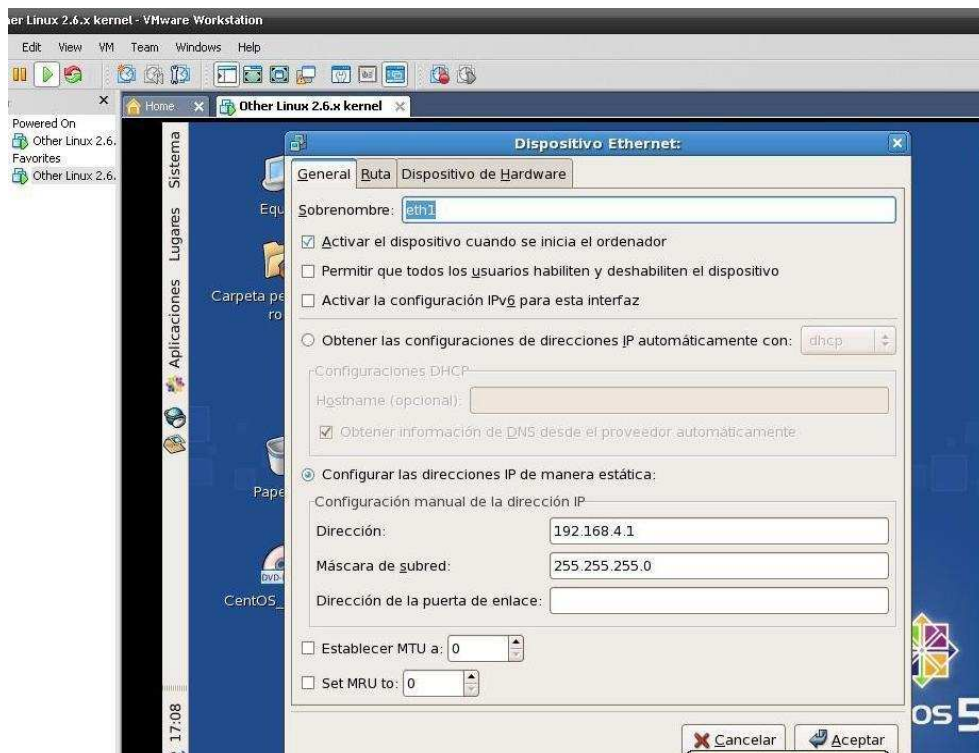 her Linux 2.6.x kernel - VMware Workstation
Edit View VM Team Windows Help
Home
Other Linux 2.6.x kernel
Powered On
Other Linux 2.6.
Favorites
Other Linux 2.6.
Sistema
Lugares
Aplicaciones
17:08
Equ
Carpeta pe
ro
Pape
DVD-
CentOS_
OS 5
Dispositivo Ethernet:
General Ruta Dispositivo de Hardware
Sobrenombre: eth1
Activar el dispositivo cuando se inicia el ordenador
Permitir que todos los usuarios habiliten y deshabiliten el dispositivo
Activar la configuración IPv6 para esta interfaz
Obtener las configuraciones de direcciones IP automáticamente con: dhcp
Configuraciones DHCP
Hostname (opcional):
Obtener información de DNS desde el proveedor automáticamente
Configurar las direcciones IP de manera estática:
Configuración manual de la dirección IP
Dirección: 192.168.4.1
Máscara de subred: 255.255.255.0
Dirección de la puerta de enlace:
Establecer MTU a: 0
Set MRU to: 0
Cancelar Aceptar